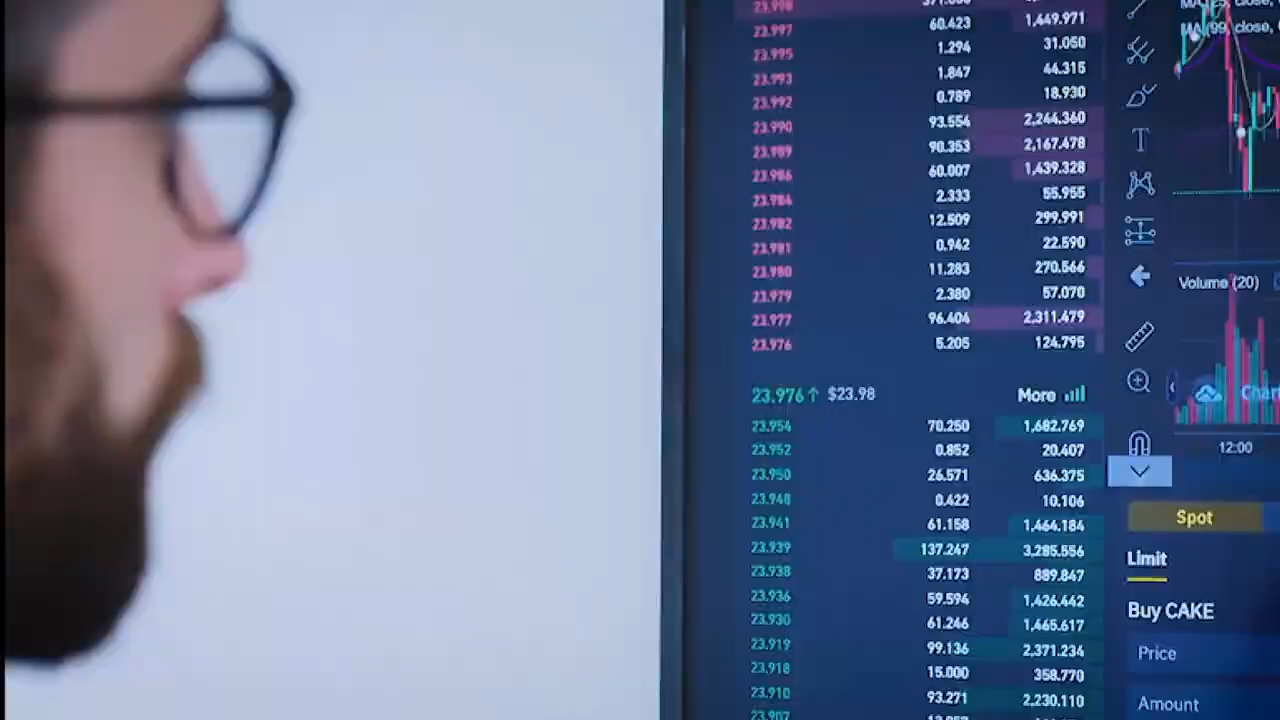 23.998
23.997 60.423 1,449.971
23.995 1.294 31.050
23.993 1.847 44.315
23.992 0.789 18.930
23.990 93.554 2,244.360
23.989 90.353 2,167.478
23.986 60.007 1,439.328
23.984 2.333 55.955
23.982 12.509 299.991
23.981 0.942 22.590
23.980 11.283 270.566
23.979 2.380 57.070
23.977 96.404 2,311.479
23.976 5.205 124.795
23.976↑ $23.98 More
23.954 70.250 1,682.769
23.952 0.852 20.407
23.950 26.571 636.375
23.948 0.422 10.106
23.941 61.158 1,464.184
23.939 137.247 3,285.556
23.938 37.173 889.847
23.936 59.594 1,426.442
23.930 61.246 1,465.617
23.919 99.136 2,371.234
23.918 15.000 358.770
23.910 93.271 2,230.110
23.907
close,
MA (99, close,
T
Volume (20)
12:00
Spot
Limit
Buy CAKE
Price
Amount